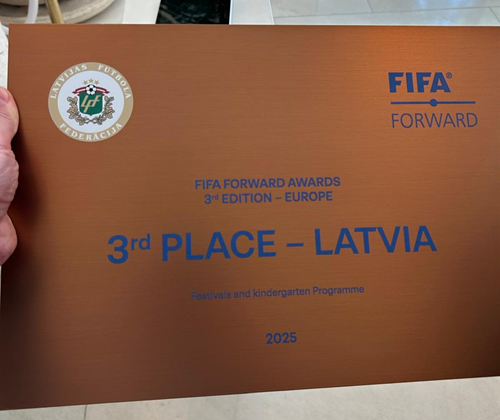 LATVIJAS FUTBOLA
FEDERĀCIJA
LFF
FIFA®
FORWARD
FIFA FORWARD AWARDS
3rd EDITION – EUROPE
3rd PLACE – LATVIA
Festivals and kindergarten Programme
2025